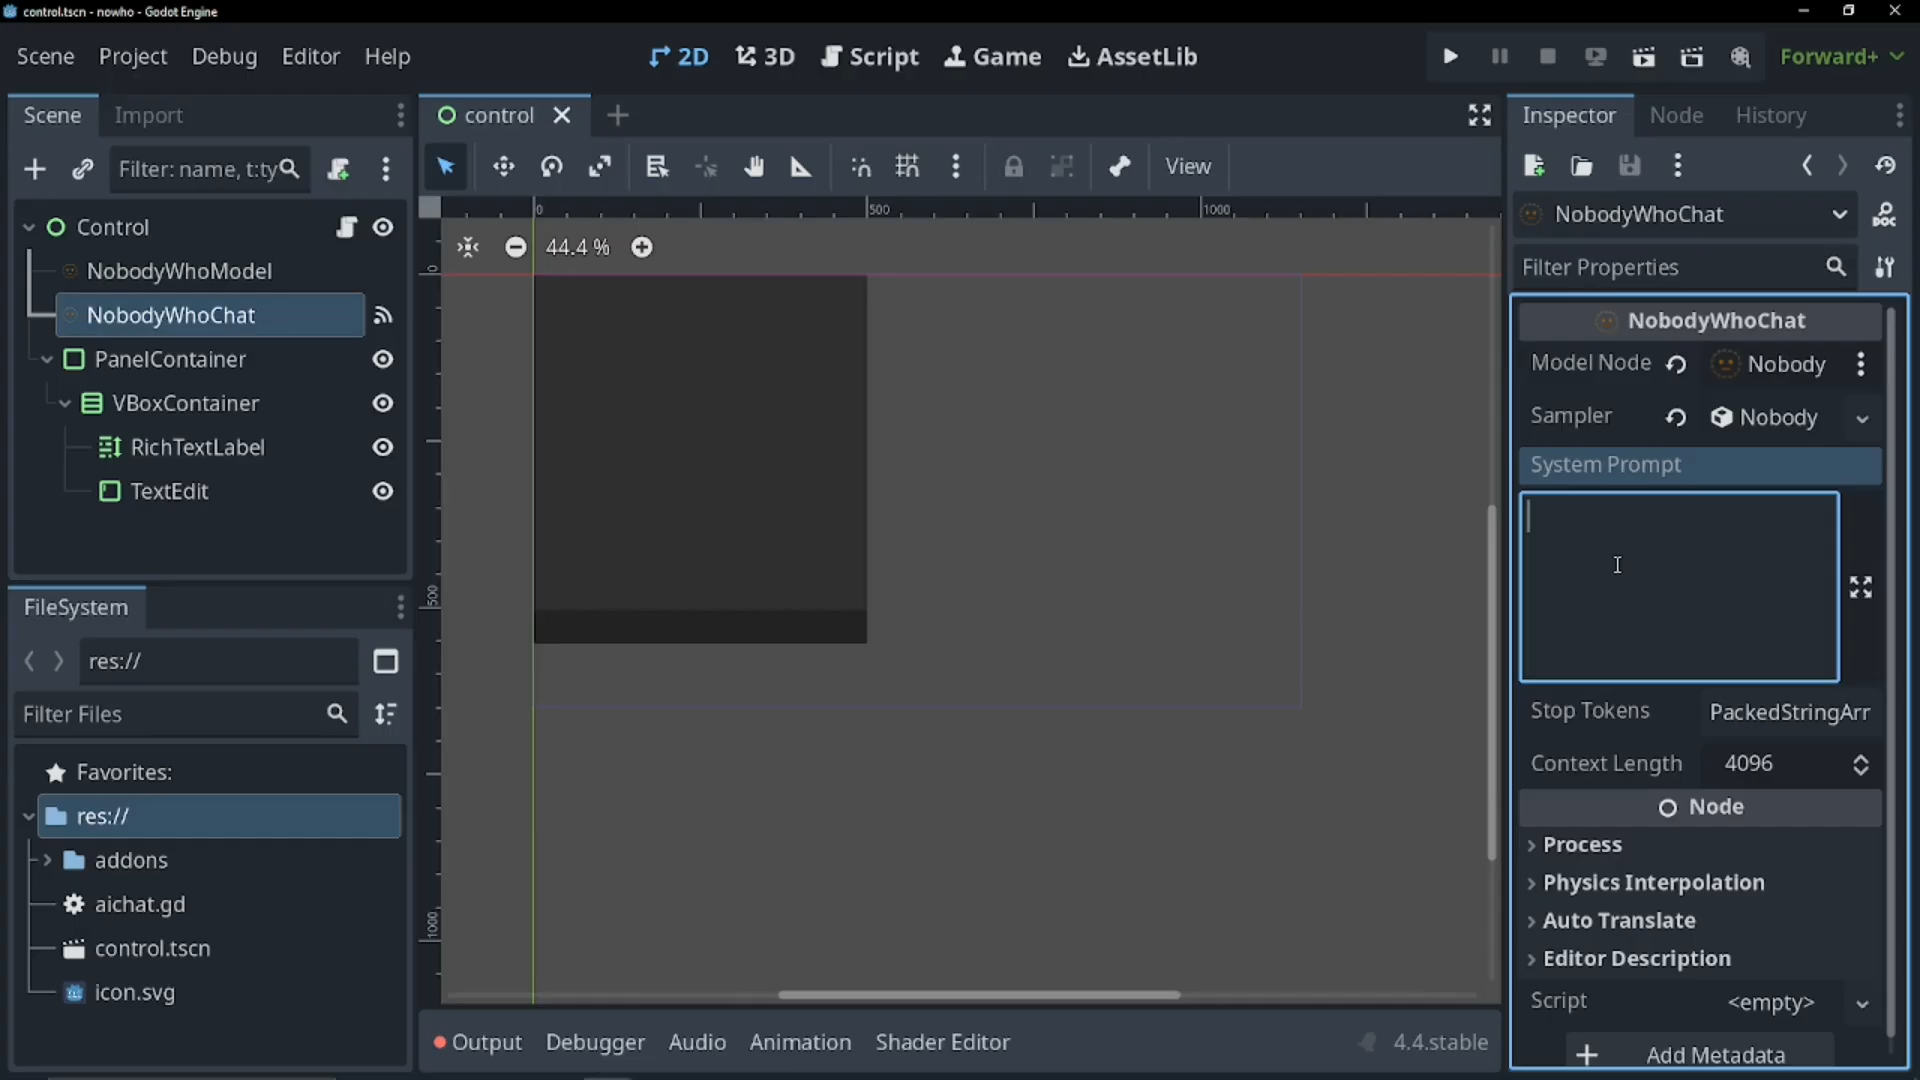 control.tscn - nowho - Godot Engine
Scene Project Debug Editor Help
2D 3D Script Game AssetLib
Forward+
Scene Import
Filter: name, t:ty
Control
NobodyWhoModel
NobodyWhoChat
PanelContainer
VBoxContainer
RichTextLabel
TextEdit
FileSystem
res://
Filter Files
Favorites:
res://
addons
aichat.gd
control.tscn
icon.svg
control
View
0 500 1000
44.4 %
0
500
1000
Output Debugger Audio Animation Shader Editor
4.4.stable
Inspector Node History
NobodyWhoChat
DOC
Filter Properties
NobodyWhoChat
Model Node Nobody
Sampler Nobody
System Prompt
Stop Tokens PackedStringArr
Context Length 4096
Node
Process
Physics Interpolation
Auto Translate
Editor Description
Script <empty>
Add Metadata